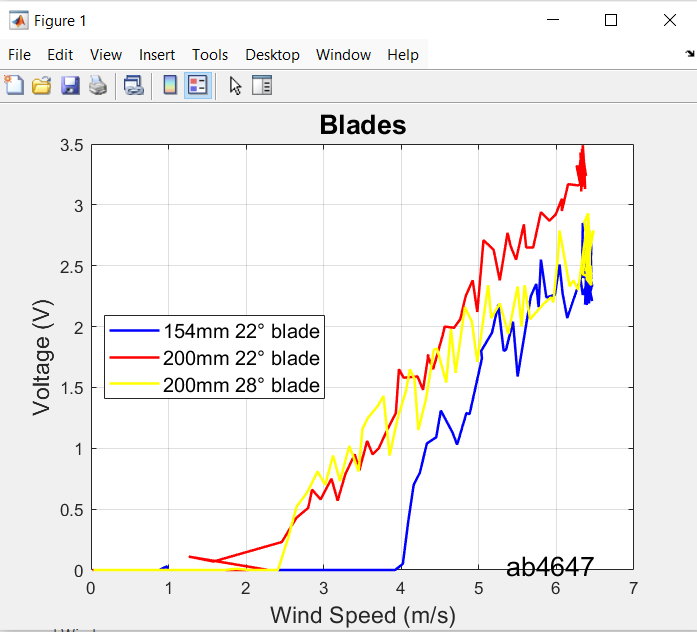 Figure 1
File Edit View Insert Tools Desktop Window Help
Blades
3.5
3
2.5
2
1.5
1
0.5
0
Voltage (V)
154mm 22° blade
200mm 22° blade
200mm 28° blade
ab4647
0 1 2 3 4 5 6 7
Wind Speed (m/s)